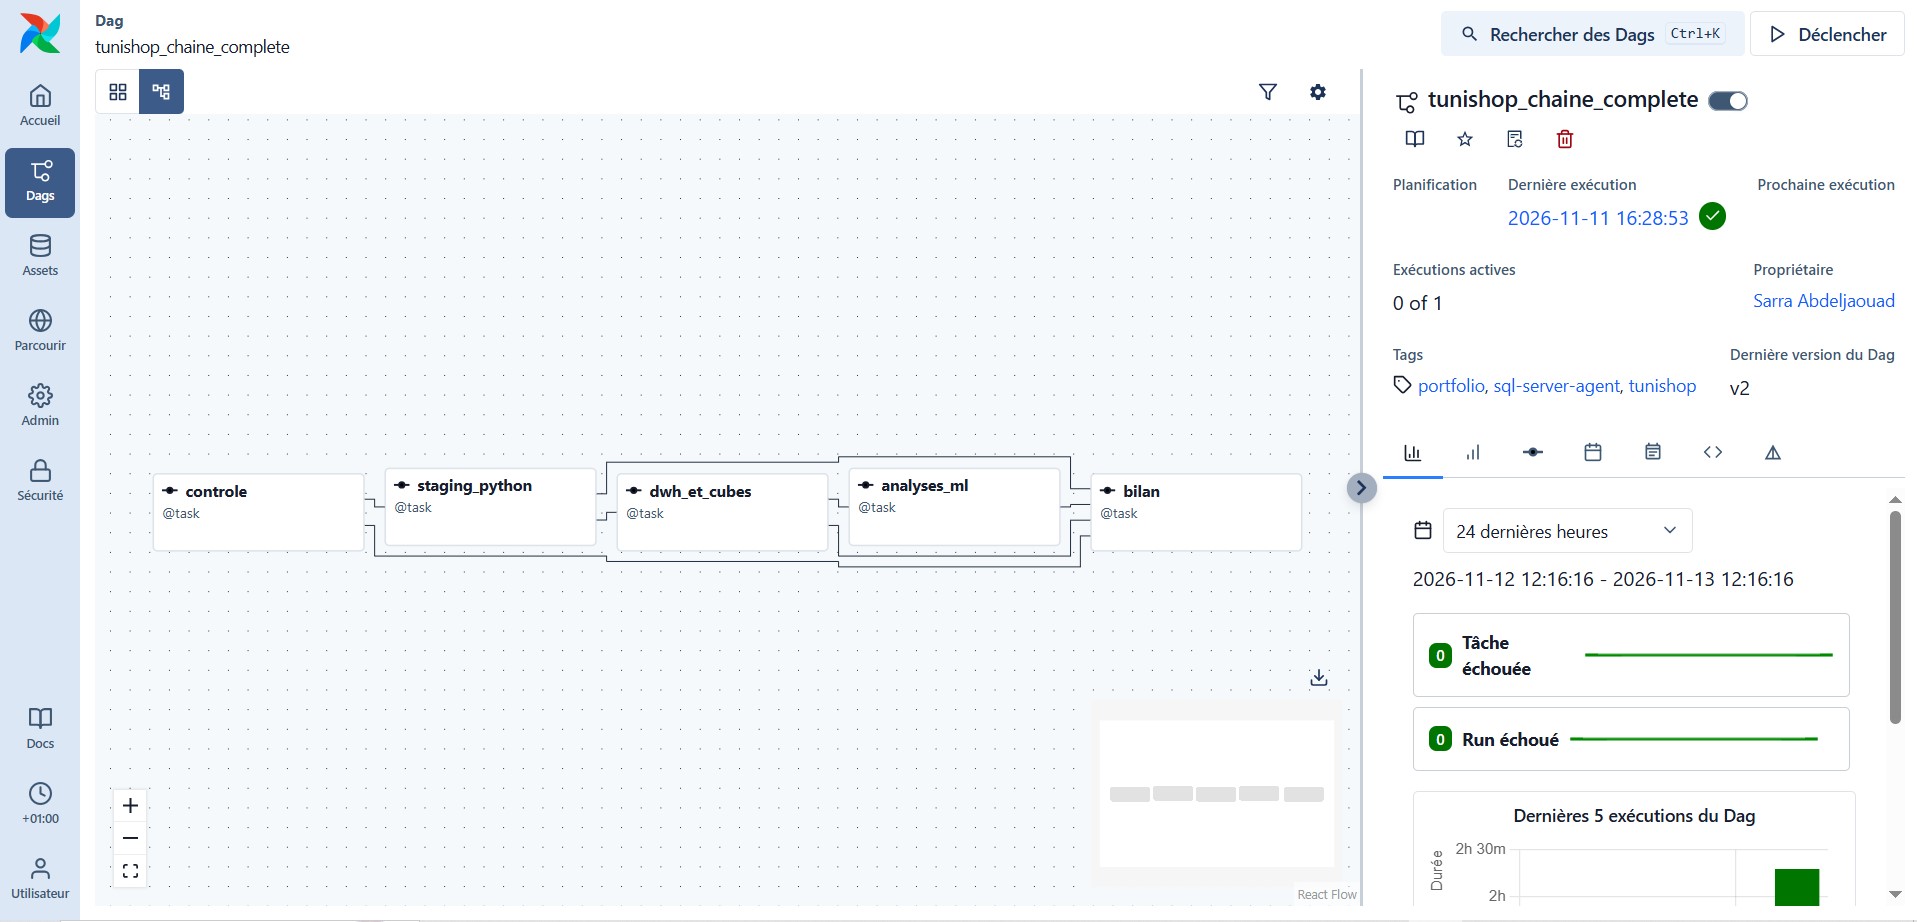 Dag
tunishop_chaine_complete
Rechercher des Dags Ctrl+K
Déclencher
Accueil
Dags
Assets
Parcourir
Admin
Sécurité
Docs
+01:00
Utilisateur
controle
@task
staging_python
@task
dwh_et_cubes
@task
analyses_ml
@task
bilan
@task
React Flow
tunishop_chaine_complete
Planification
Dernière exécution
2026-11-11 16:28:53
Prochaine exécution
Exécutions actives
0 of 1
Propriétaire
Sarra Abdeljaouad
Tags
portfolio, sql-server-agent, tunishop
Dernière version du Dag
v2
24 dernières heures
2026-11-12 12:16:16 - 2026-11-13 12:16:16
0 Tâche
échouée
0 Run échoué
Dernières 5 exécutions du Dag
Durée
2h 30m
2h